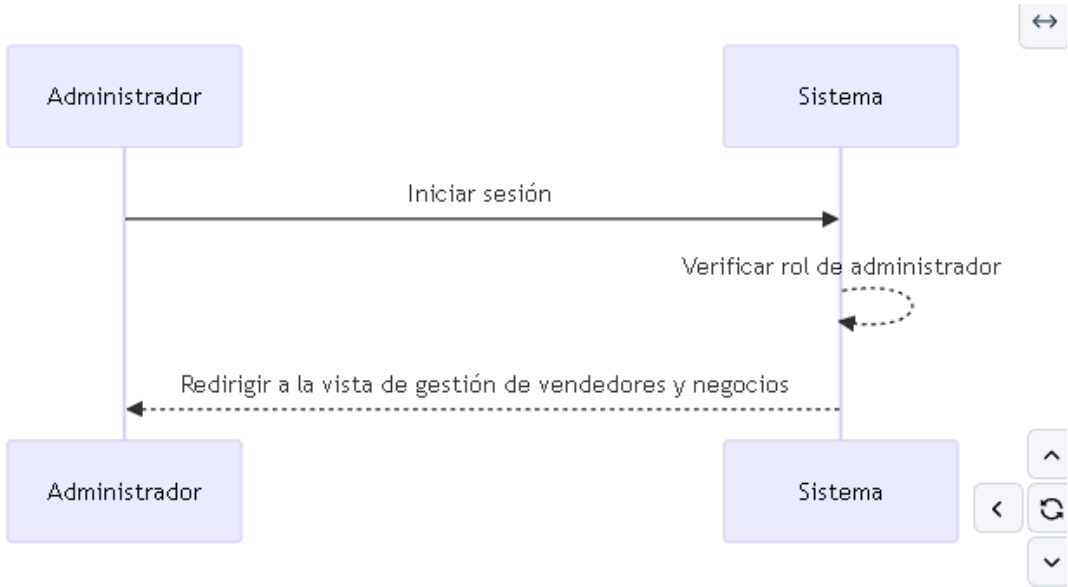 Administrador
Sistema
Iniciar sesión
Verificar rol de administrador
Redirigir a la vista de gestión de vendedores y negocios
Administrador
Sistema